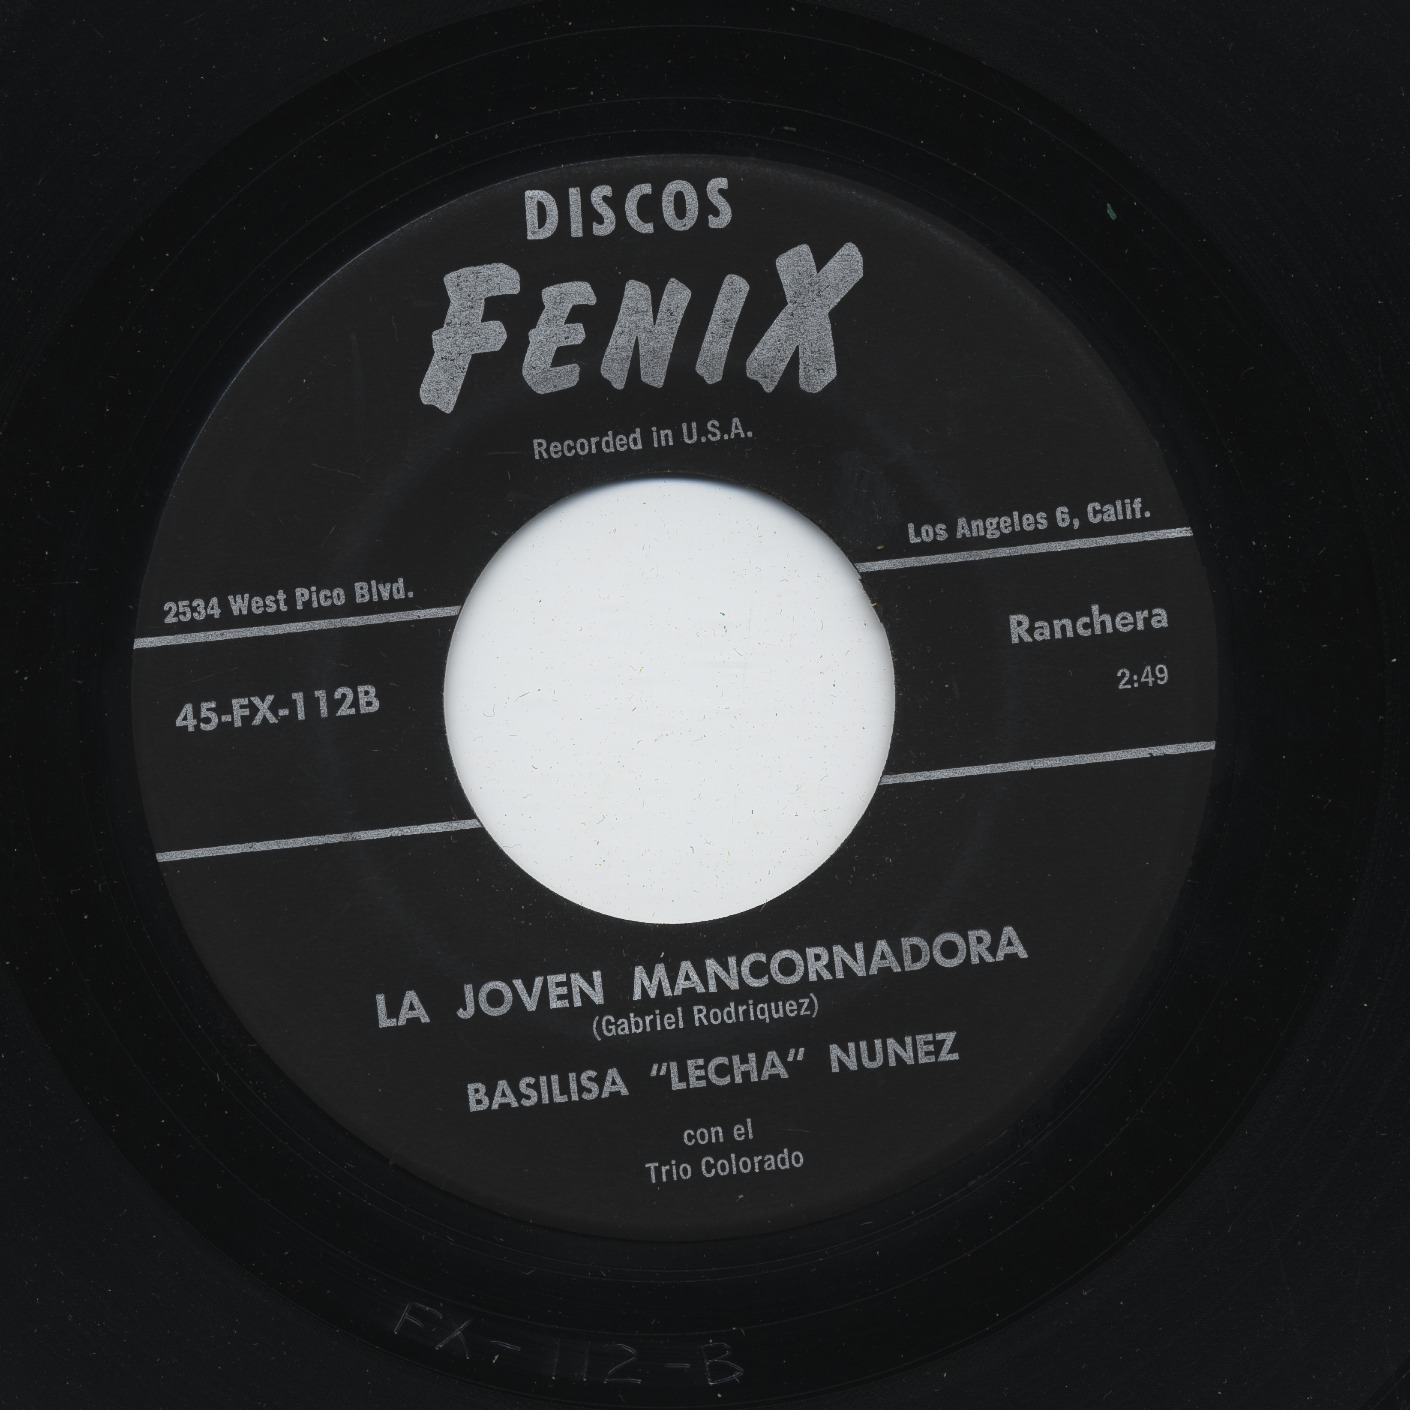 DISCOS
FENIX
Recorded in U.S.A.
2534 West Pico Blvd.
Los Angeles 6, Calif.
45-FX-112B
Ranchera
2:49
LA JOVEN MANCORNADORA
(Gabriel Rodriquez)
BASILISA "LECHA" NUNEZ
con el
Trio Colorado
FX-112-B